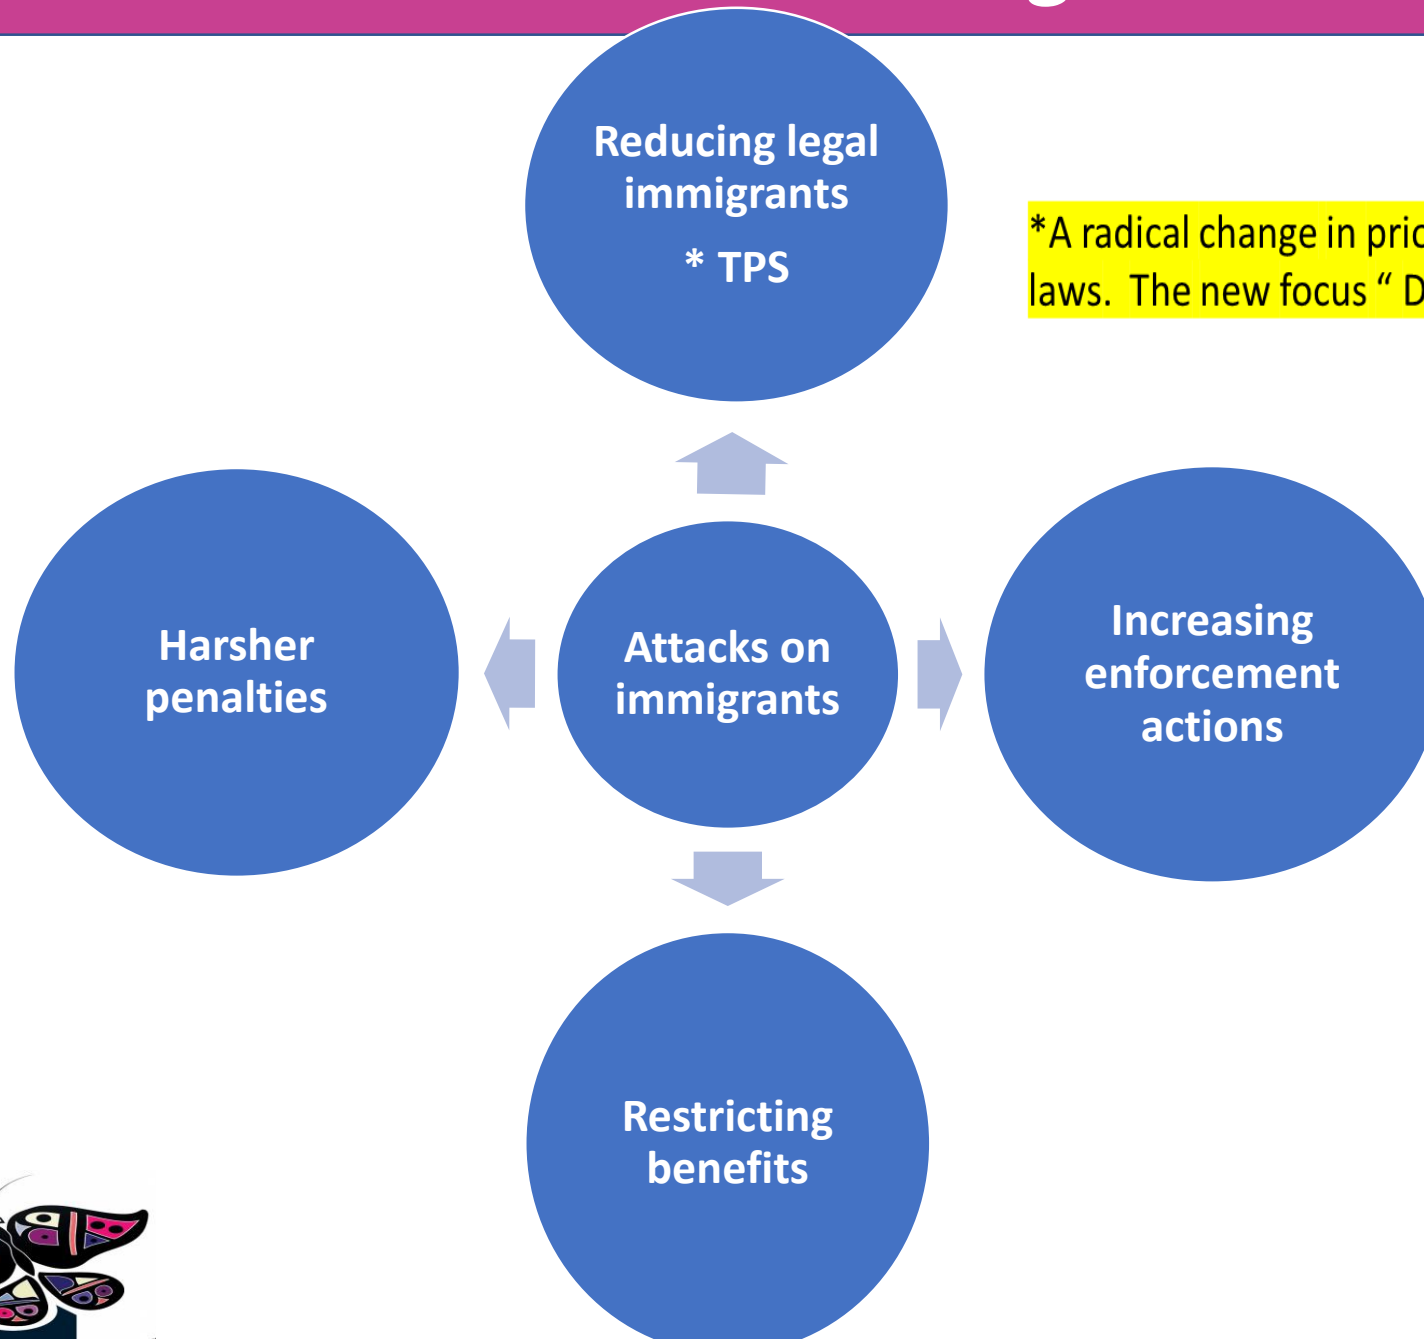 Reducing legal
immigrants
* TPS
*A radical change in
laws. The new focus “
Harsher
penalties
Attacks on
immigrants
Increasing
enforcement
actions
Restricting
benefits